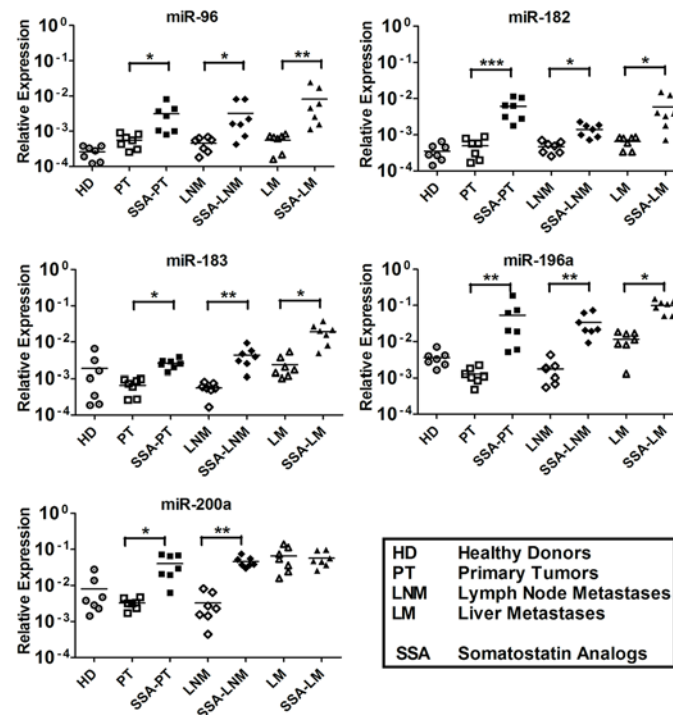 miR-96
Relative Expression
10⁰
10⁻¹
10⁻²
10⁻³
10⁻⁴
*
*
**
HD
PT
SSA-PT
LNM
SSA-LNM
LM
SSA-LM
miR-182
Relative Expression
10⁰
10⁻¹
10⁻²
10⁻³
10⁻⁴
***
*
*
HD
PT
SSA-PT
LNM
SSA-LNM
LM
SSA-LM
miR-183
Relative Expression
10⁰
10⁻¹
10⁻²
10⁻³
10⁻⁴
*
**
*
HD
PT
SSA-PT
LNM
SSA-LNM
LM
SSA-LM
miR-196a
Relative Expression
10⁰
10⁻¹
10⁻²
10⁻³
10⁻⁴
**
**
*
HD
PT
SSA-PT
LNM
SSA-LNM
LM
SSA-LM
miR-200a
Relative Expression
10⁰
10⁻¹
10⁻²
10⁻³
10⁻⁴
*
**
HD
PT
SSA-PT
LNM
SSA-LNM
LM
SSA-LM
HD Healthy Donors
PT Primary Tumors
LNM Lymph Node Metastases
LM Liver Metastases
SSA Somatostatin Analogs